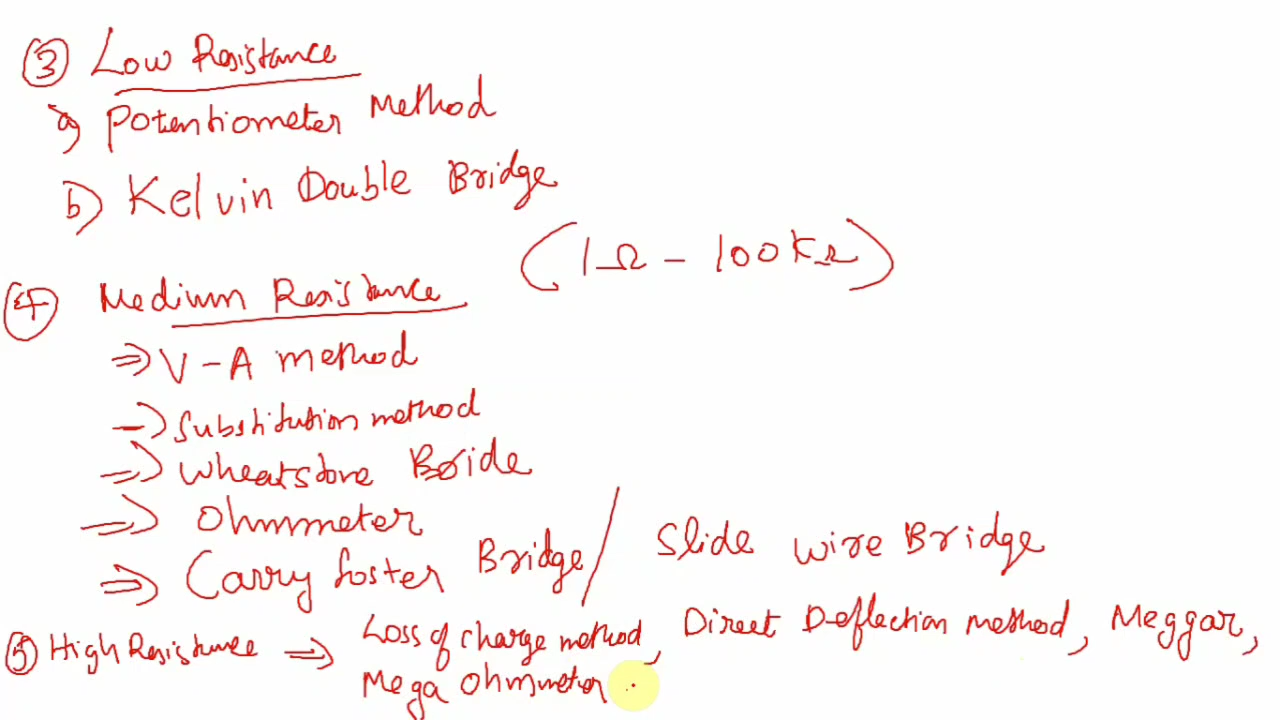 ③ Low Resistance
a) Potentiometer Method
b) Kelvin Double Bridge
(1Ω - 100KΩ)
④ Medium Resistance
⇒ V-A method
→ Substitution method
⇒ Wheatstone Bride
⇒ Ohmmeter
⇒ Carry foster Bridge / Slide wire Bridge
⑤ High Resistance ⇒ Loss of charge method, Direct Deflection method, Meggar,
Mega Ohmmeter.